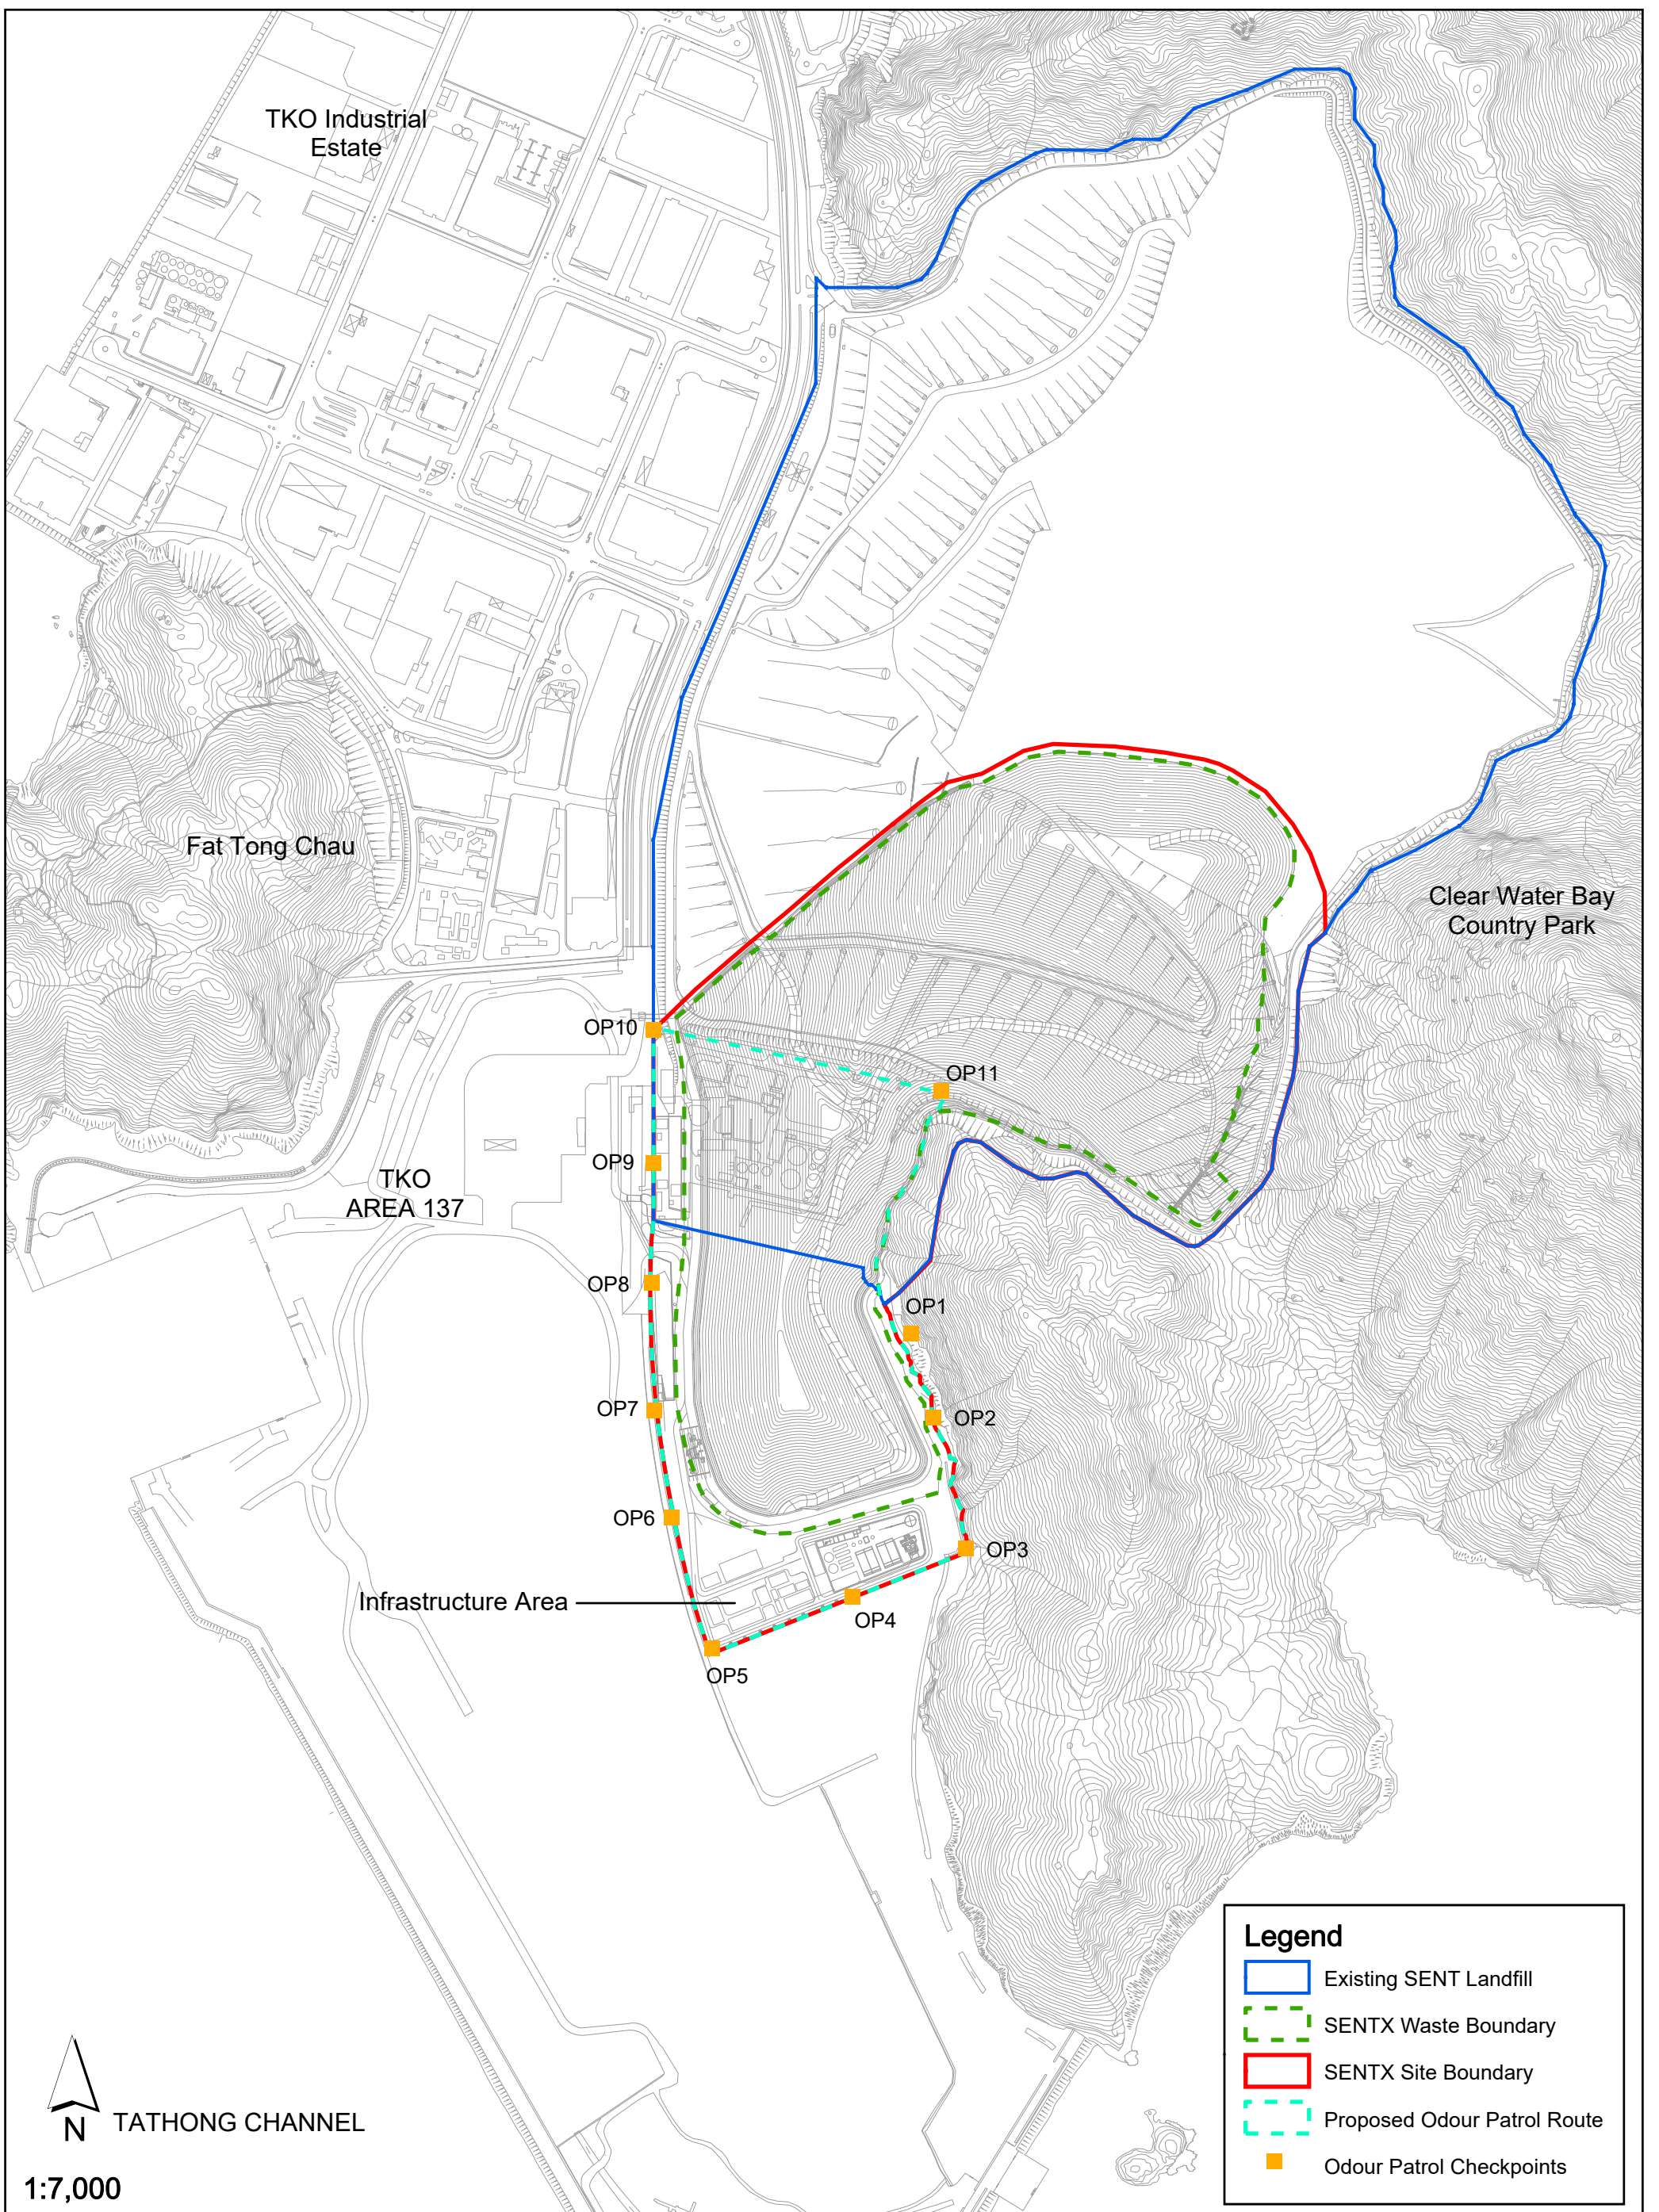 TKO Industrial
Estate
Fat Tong Chau
Clear Water Bay
Country Park
OP10
OP11
OP9
TKO
AREA 137
OP8
OP1
OP7
OP2
OP6
OP3
Infrastructure Area
OP4
OP5
Legend
Existing SENT Landfill
SENTX Waste Boundary
SENTX Site Boundary
Proposed Odour Patrol Route
Odour Patrol Checkpoints
N
TATHONG CHANNEL
1:7,000